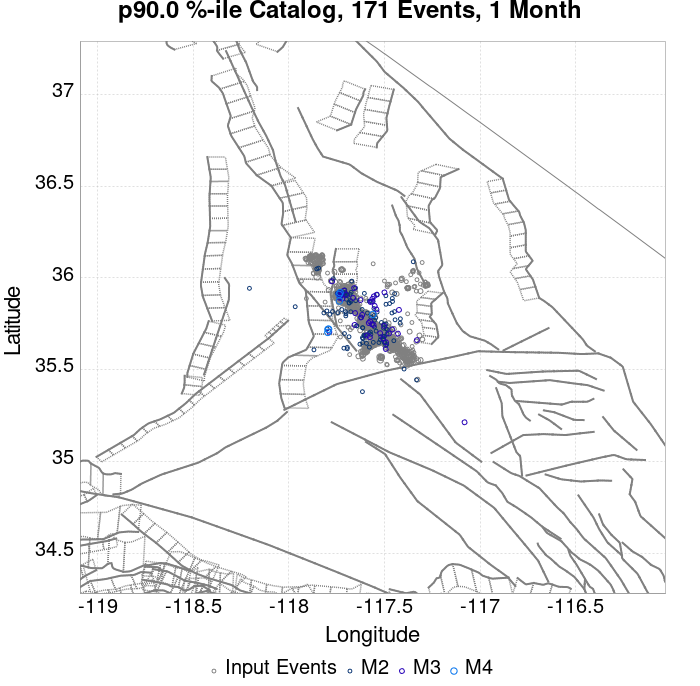 p90.0 %-ile Catalog, 171 Events, 1 Month
37
36.5
36
35.5
35
34.5
Latitude
-119 -118.5 -118 -117.5 -117 -116.5
Longitude
Input Events M2 M3 M4